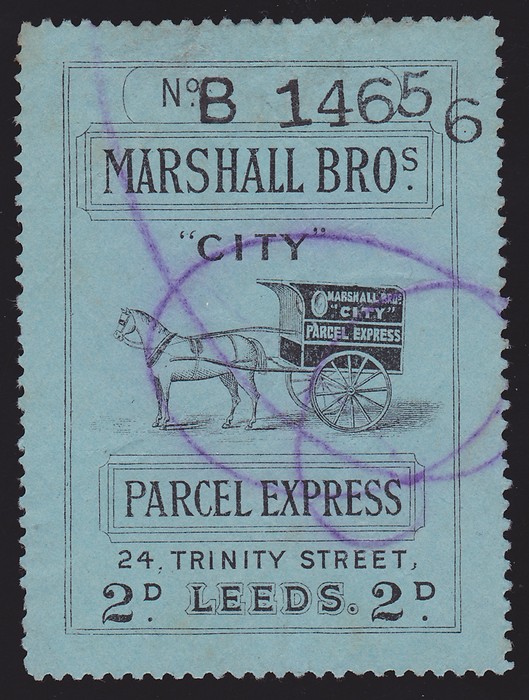 No. B 14656
MARSHALL BROS.
"CITY"
MARSHALL BROS
"CITY"
PARCEL EXPRESS
PARCEL EXPRESS
24, TRINITY STREET,
2D. LEEDS. 2D.